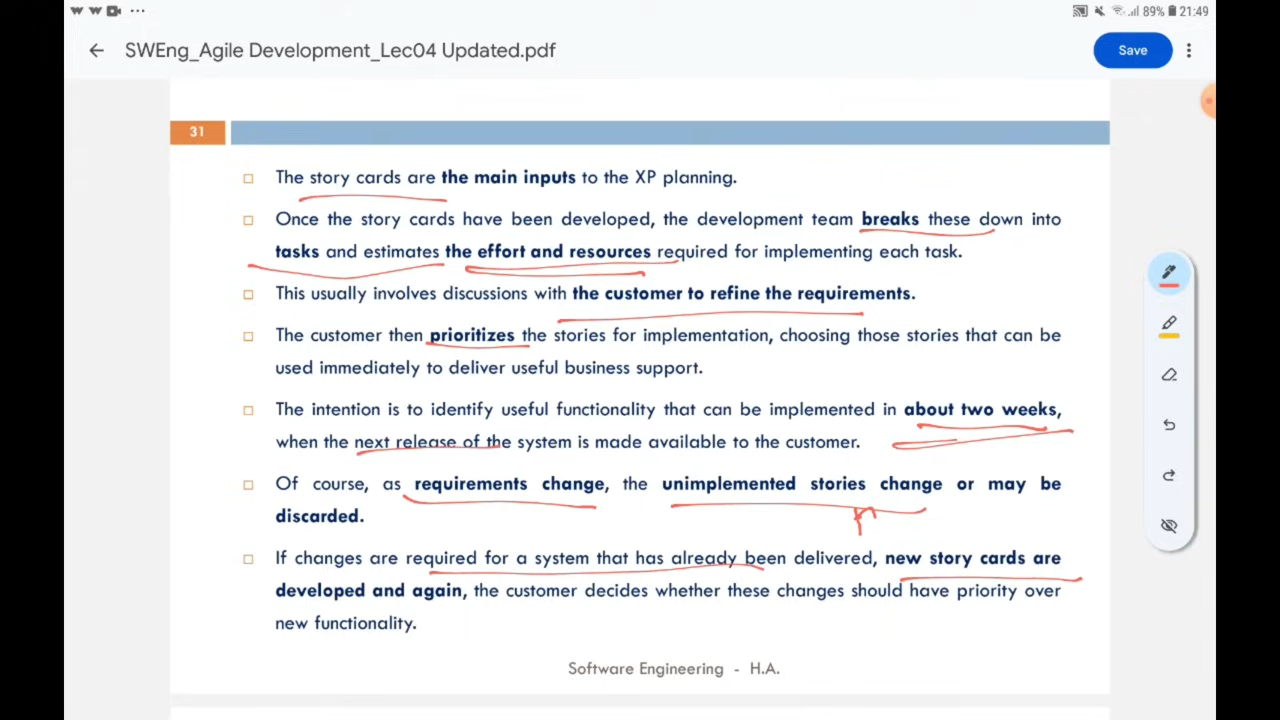 W W ...
89% 21:49
SWEng_Agile Development_Lec04 Updated.pdf
Save
31
The story cards are the main inputs to the XP planning.
Once the story cards have been developed, the development team breaks these down into
tasks and estimates the effort and resources required for implementing each task.
This usually involves discussions with the customer to refine the requirements.
The customer then prioritizes the stories for implementation, choosing those stories that can be
used immediately to deliver useful business support.
The intention is to identify useful functionality that can be implemented in about two weeks,
when the next release of the system is made available to the customer.
Of course, as requirements change, the unimplemented stories change or may be
discarded.
If changes are required for a system that has already been delivered, new story cards are
developed and again, the customer decides whether these changes should have priority over
new functionality.
Software Engineering - H.A.